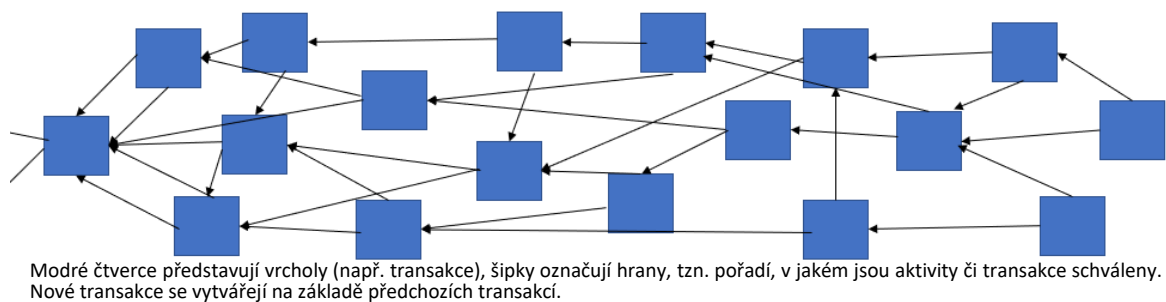 Modré čtverce představují vrcholy (např. transakce), šipky označují hrany, tzn. pořadí, v jakém jsou aktivity či transakce schváleny.
Nové transakce se vytvářejí na základě předchozích transakcí.